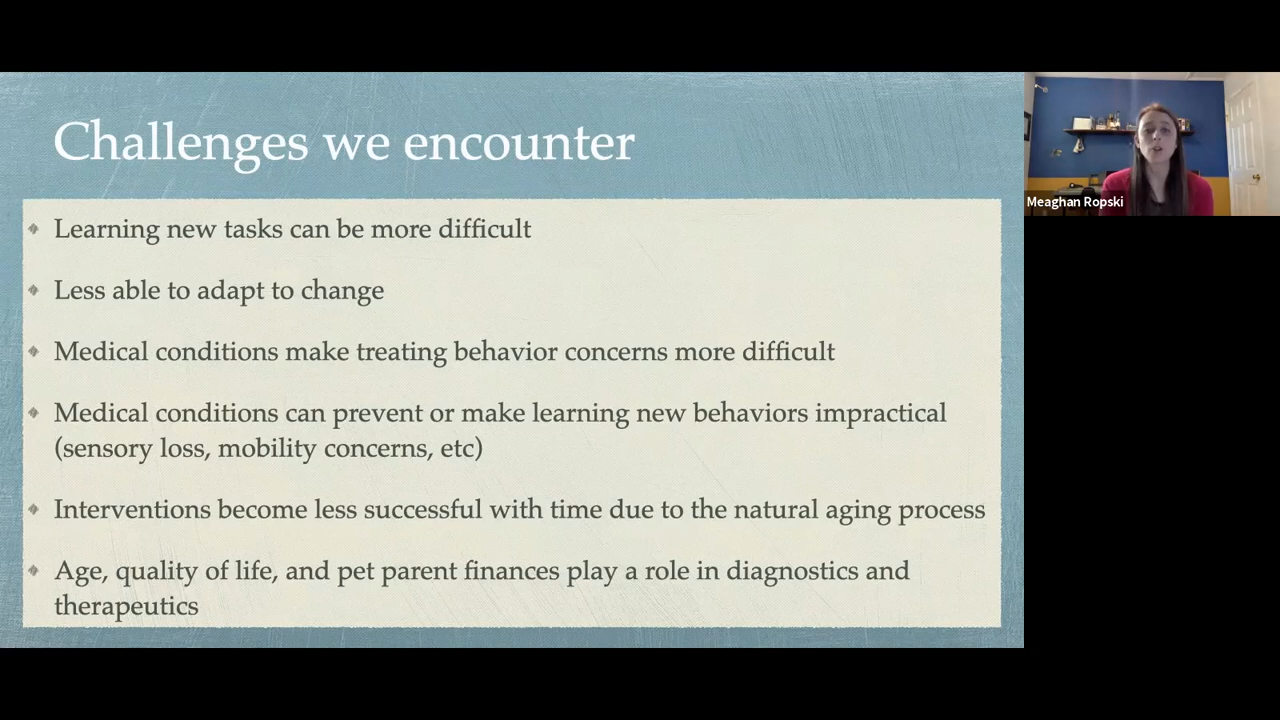 Challenges we encounter
Learning new tasks can be more difficult
Less able to adapt to change
Medical conditions make treating behavior concerns more difficult
Medical conditions can prevent or make learning new behaviors impractical
(sensory loss, mobility concerns, etc)
Interventions become less successful with time due to the natural aging process
Age, quality of life, and pet parent finances play a role in diagnostics and
therapeutics
Meaghan Ropski